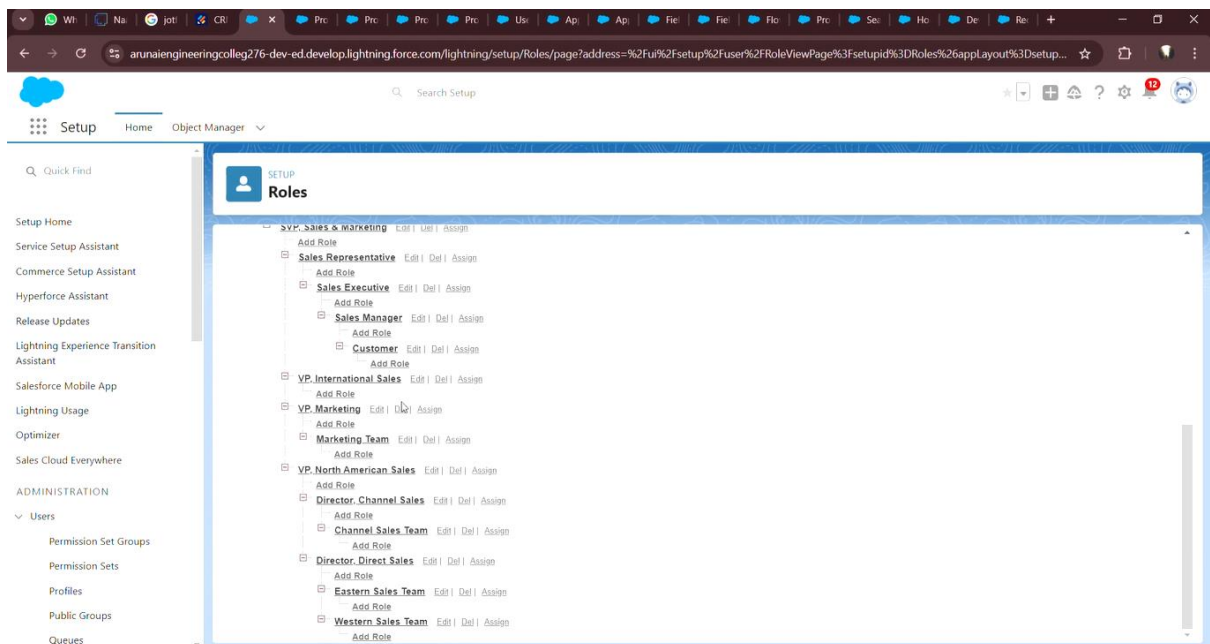 Wh
Na
jotf
CRI
Pro
Pro
Pro
Pro
Use
App
App
Fiel
Fiel
Flo
Pro
Sea
Ho
De
Rec
arunaiengineeringcolleg276-dev-ed.develop.lightning.force.com/lightning/setup/Roles/page?address=%2Fui%2Fsetup%2Fuser%2FRoleViewPage%3Fsetupid%3DRoles%26appLayout%3Dsetup...
Search Setup
12
Setup Home Object Manager
Quick Find
SETUP
Roles
Setup Home
Service Setup Assistant
Commerce Setup Assistant
Hyperforce Assistant
Release Updates
Lightning Experience Transition
Assistant
Salesforce Mobile App
Lightning Usage
Optimizer
Sales Cloud Everywhere
ADMINISTRATION
Users
Permission Set Groups
Permission Sets
Profiles
Public Groups
Queues
SVP, Sales & Marketing Edit | Del | Assign
Add Role
Sales Representative Edit | Del | Assign
Add Role
Sales Executive Edit | Del | Assign
Add Role
Sales Manager Edit | Del | Assign
Add Role
Customer Edit | Del | Assign
Add Role
VP, International Sales Edit | Del | Assign
Add Role
VP, Marketing Edit | Del | Assign
Add Role
Marketing Team Edit | Del | Assign
Add Role
VP, North American Sales Edit | Del | Assign
Add Role
Director, Channel Sales Edit | Del | Assign
Add Role
Channel Sales Team Edit | Del | Assign
Add Role
Director, Direct Sales Edit | Del | Assign
Add Role
Eastern Sales Team Edit | Del | Assign
Add Role
Western Sales Team Edit | Del | Assign
Add Role